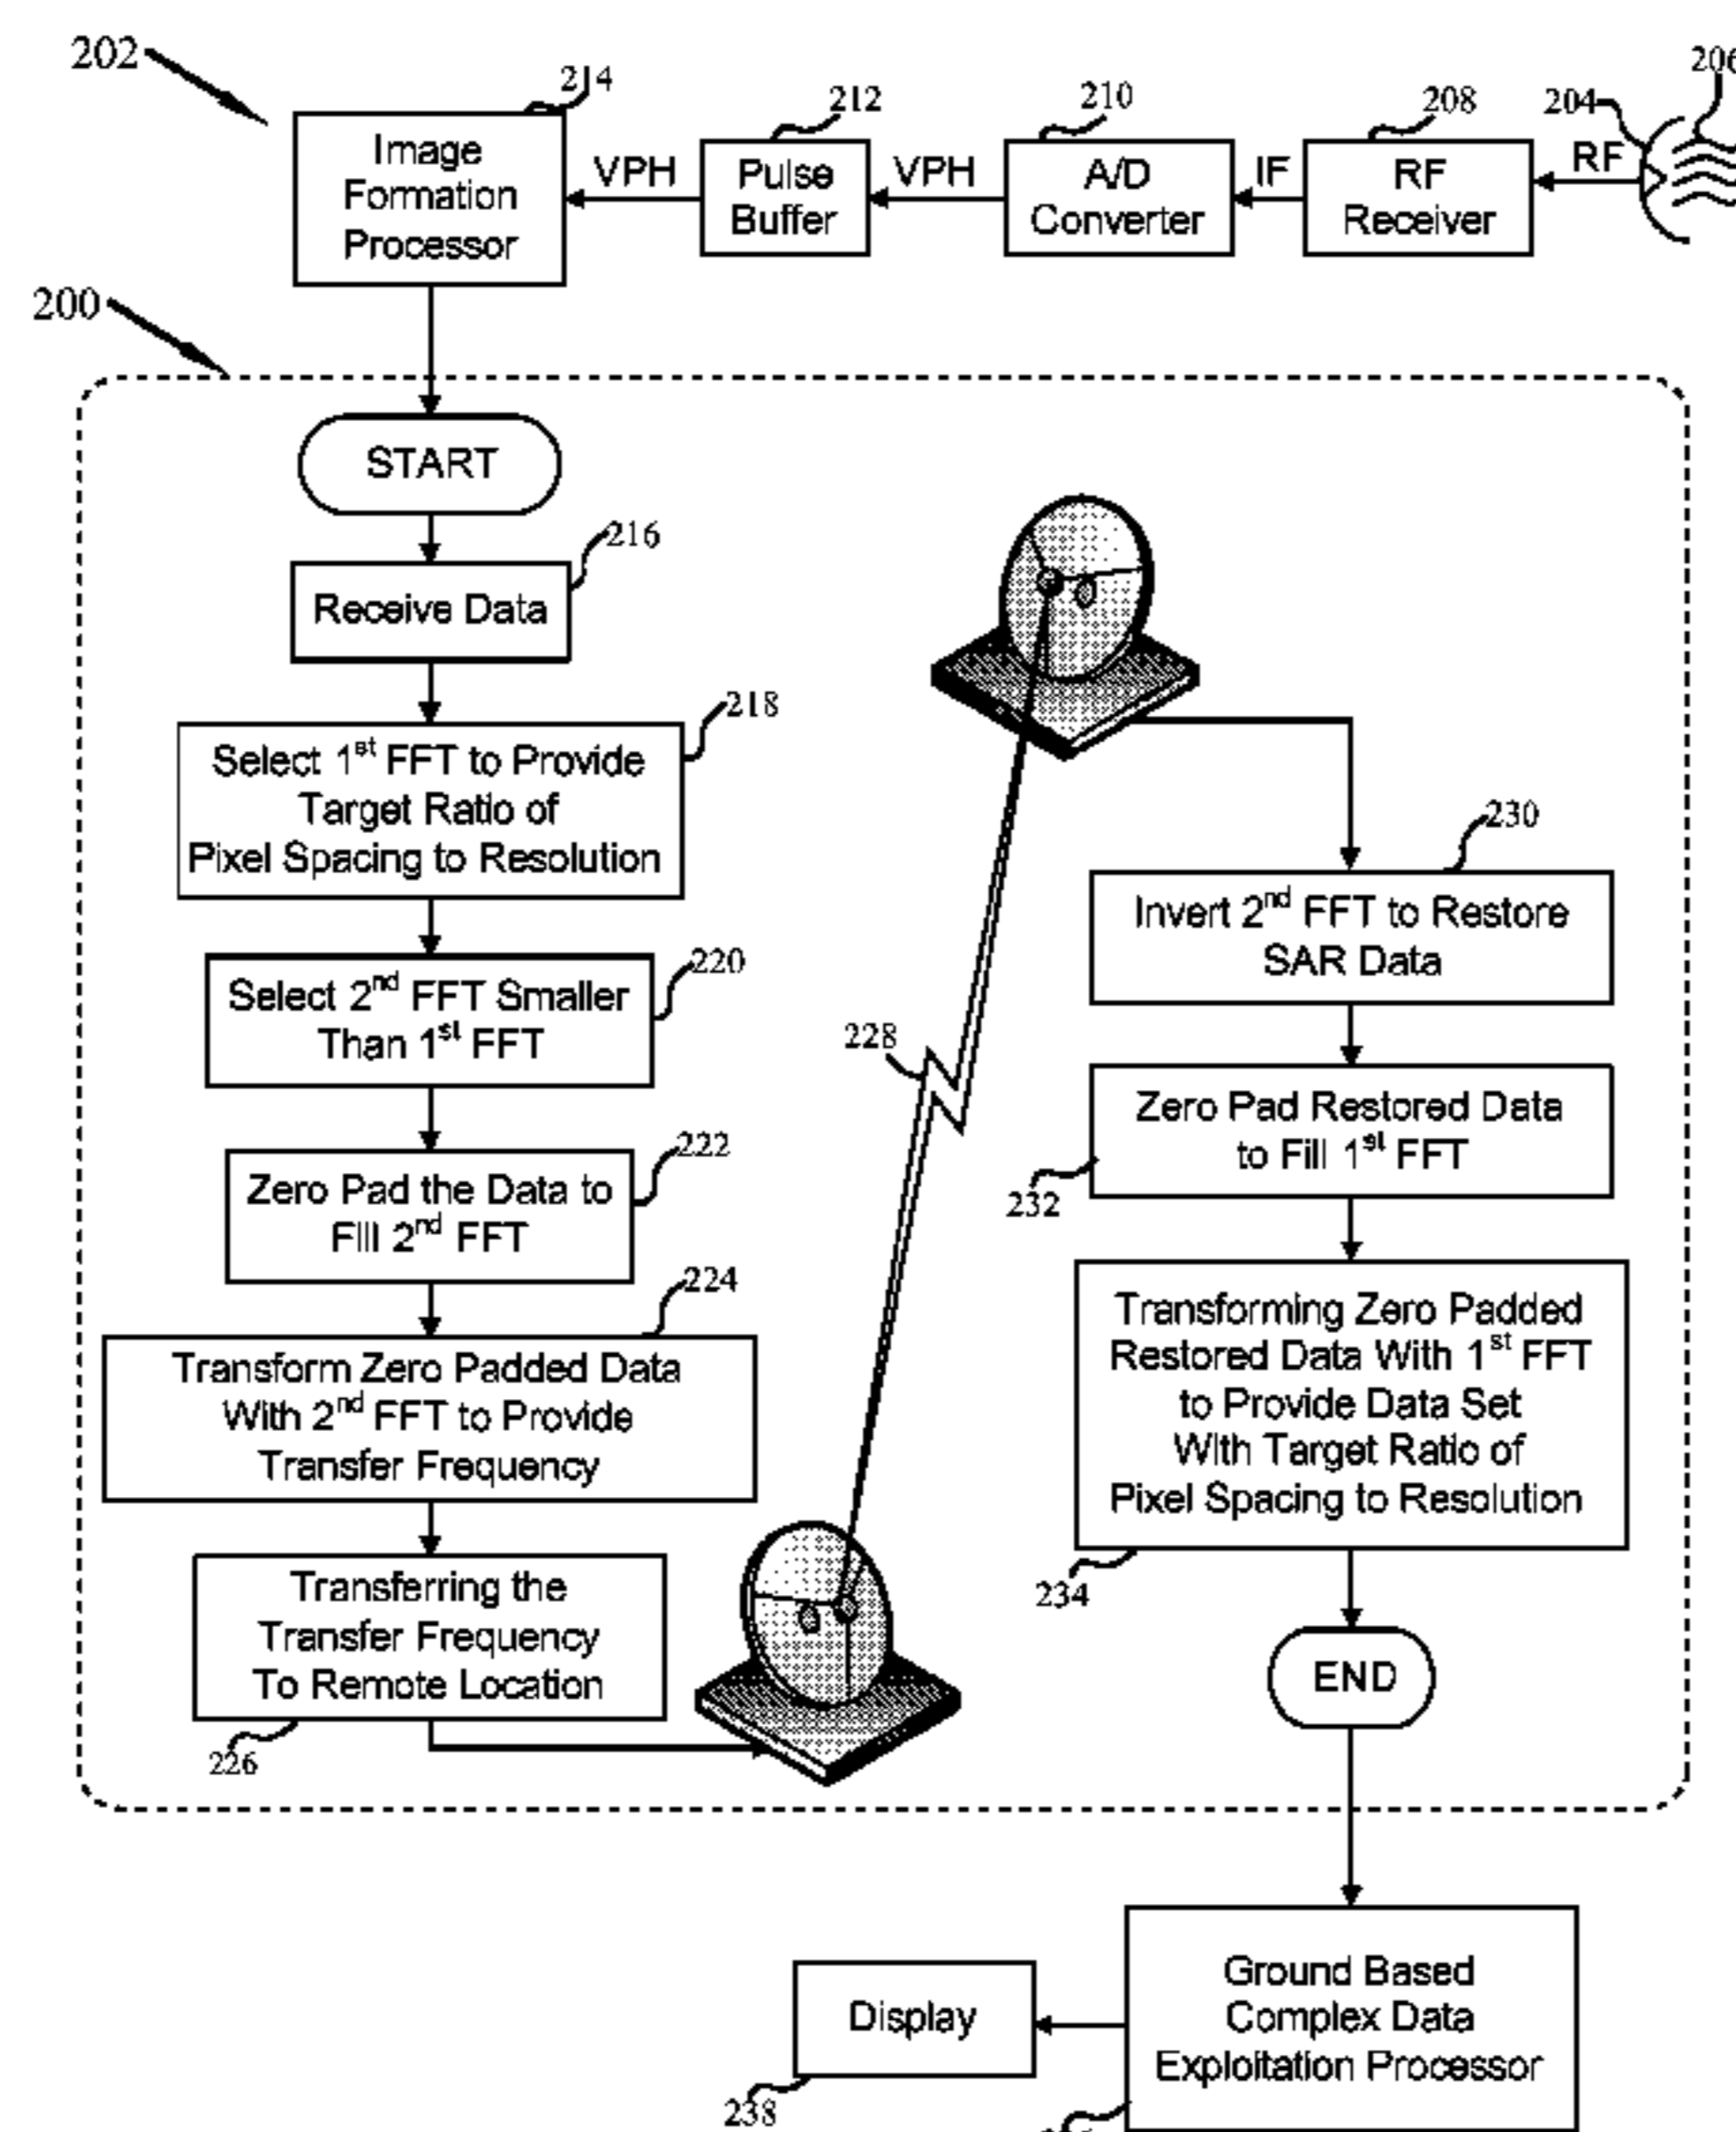 202
214
212
210
208
204
206
Image
Formation
Processor
VPH
Pulse
Buffer
VPH
A/D
Converter
IF
RF
Receiver
RF
200
START
216
Receive Data
218
Select 1st FFT to Provide
Target Ratio of
Pixel Spacing to Resolution
220
Select 2nd FFT Smaller
Than 1st FFT
222
Zero Pad the Data to
Fill 2nd FFT
224
Transform Zero Padded Data
With 2nd FFT to Provide
Transfer Frequency
Transferring the
Transfer Frequency
To Remote Location
226
228
230
Invert 2nd FFT to Restore
SAR Data
Zero Pad Restored Data
to Fill 1st FFT
232
Transforming Zero Padded
Restored Data With 1st FFT
to Provide Data Set
With Target Ratio of
Pixel Spacing to Resolution
234
END
Ground Based
Complex Data
Exploitation Processor
Display
238